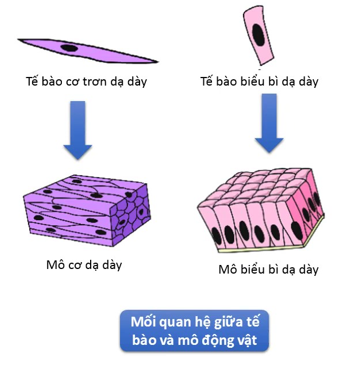 Tế bào cơ trơn dạ dày
Tế bào biểu bì dạ dày
Mô cơ dạ dày
Mô biểu bì dạ dày
Mối quan hệ giữa tế
bào và mô động vật